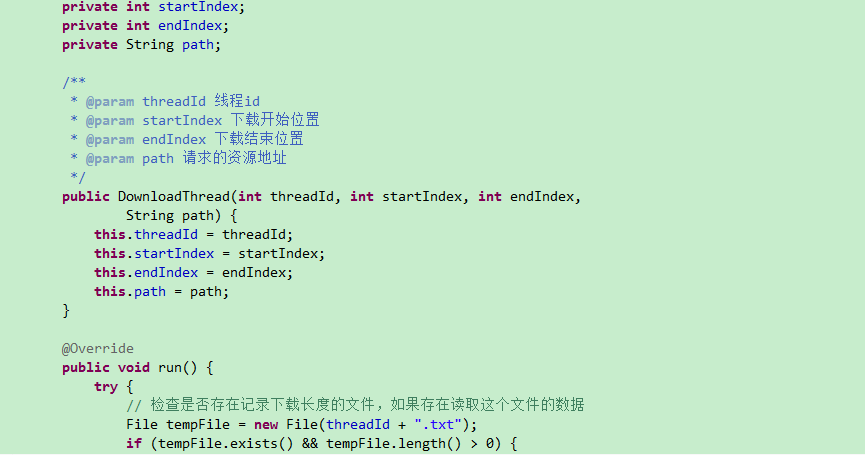 private int startIndex;
private int endIndex;
private String path;
/**
* @param threadId 线程id
* @param startIndex 下载开始位置
* @param endIndex 下载结束位置
* @param path 请求的资源地址
*/
public DownloadThread(int threadId, int startIndex, int endIndex,
String path) {
this.threadId = threadId;
this.startIndex = startIndex;
this.endIndex = endIndex;
this.path = path;
}
@Override
public void run() {
try {
// 检查是否存在记录下载长度的文件，如果存在读取这个文件的数据
File tempFile = new File(threadId + ".txt");
if (tempFile.exists() && tempFile.length() > 0) {